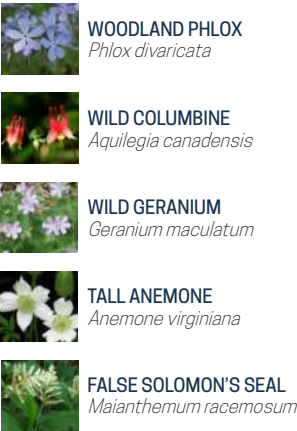 WOODLAND PHLOX
Phlox divaricata
WILD COLUMBINE
Aquilegia canadensis
WILD GERANIUM
Geranium maculatum
TALL ANEMONE
Anemone virginiana
FALSE SOLOMON'S SEAL
Maianthemum racemosum